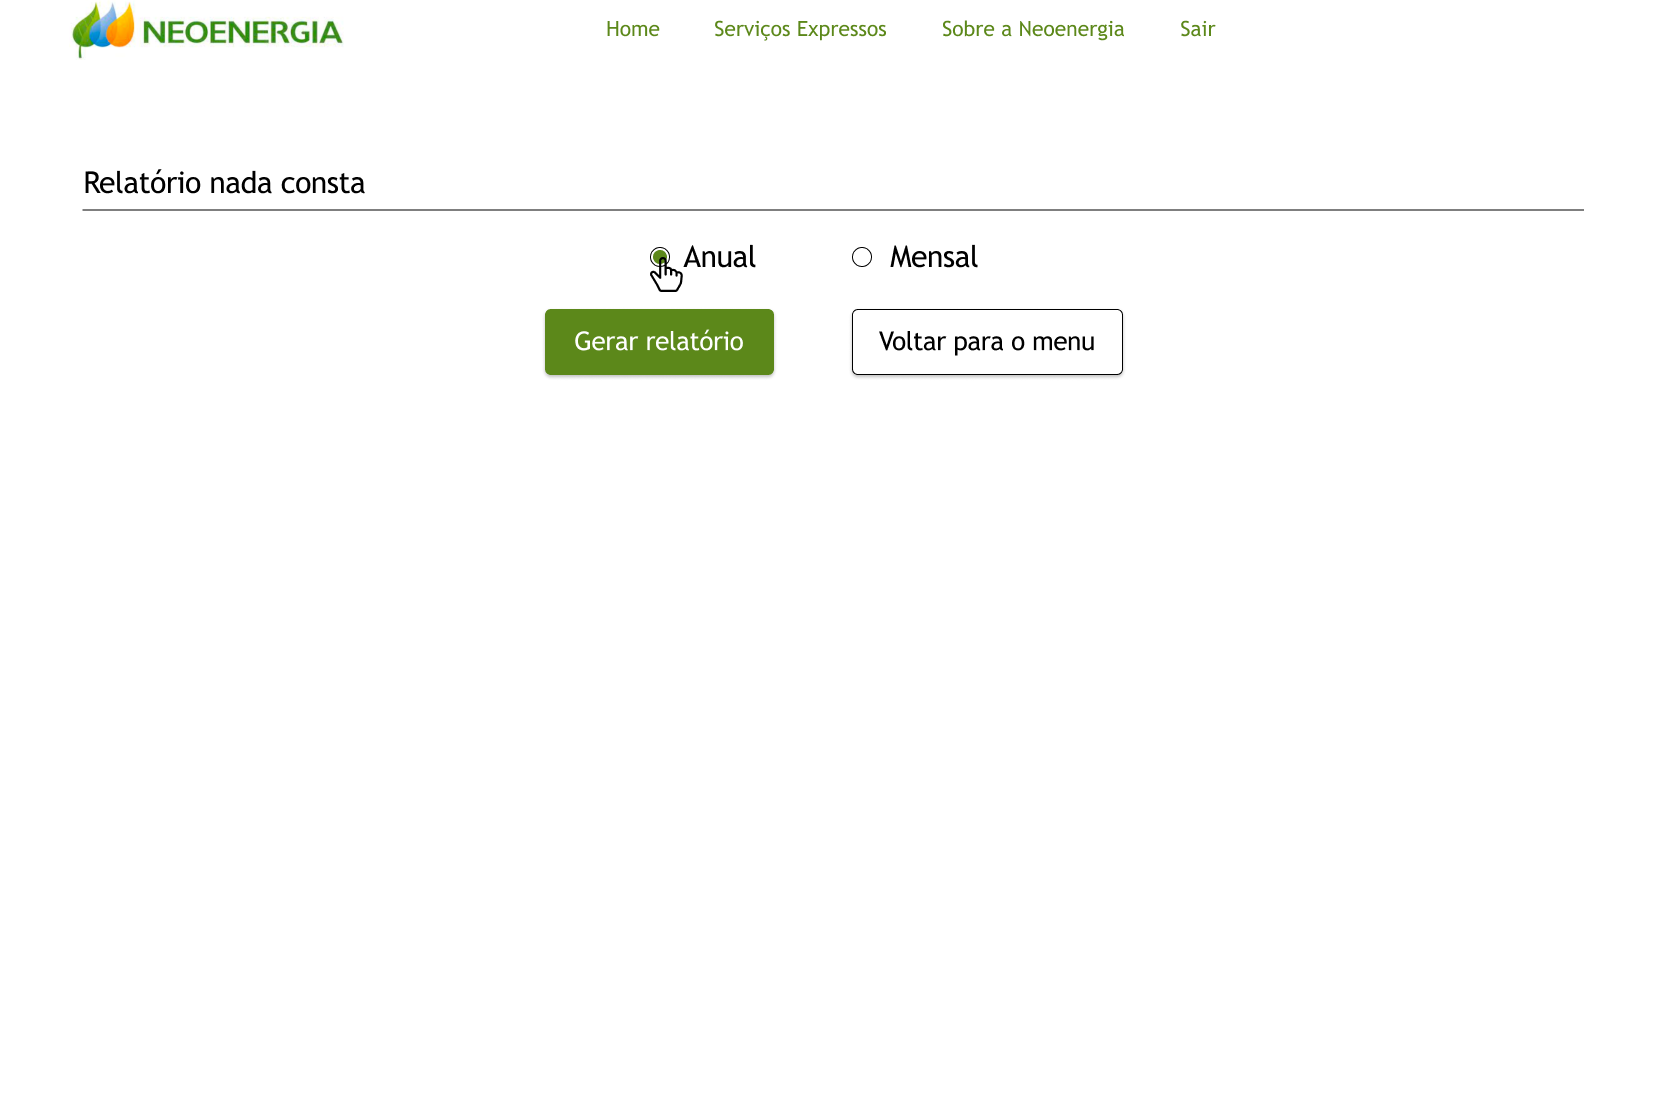 NEOENERGIA
Home Serviços Expressos Sobre a Neoenergia Sair
Relatório nada consta
Anual Mensal
Gerar relatório Voltar para o menu